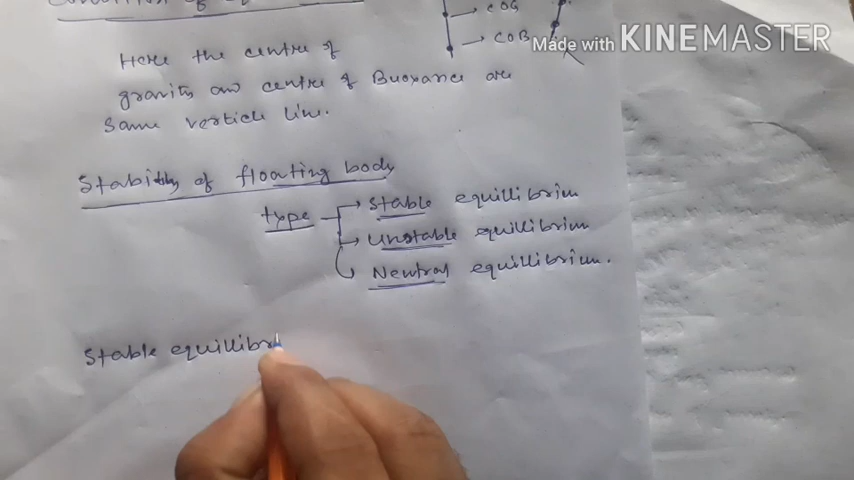 COG
COB
Made with KINEMASTER
Here the centre of
gravity and centre of Buoyance are
same verticle line.
Stability of floating body
type → Stable equillibrium
→ Unstable equillibrium
Neutral equillibrium.
Stable equillibr